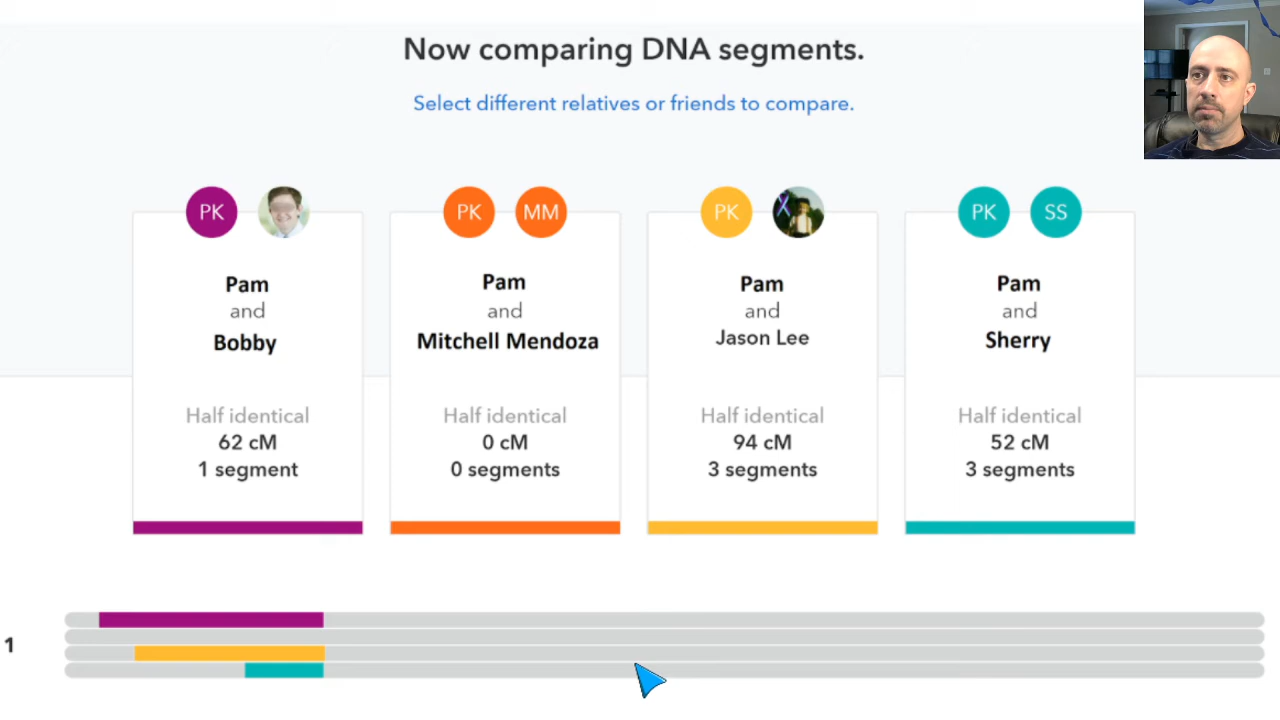 Now comparing DNA segments.
Select different relatives or friends to compare.
PK
Pam
and
Bobby
Half identical
62 cM
1 segment
PK MM
Pam
and
Mitchell Mendoza
Half identical
0 cM
0 segments
PK
Pam
and
Jason Lee
Half identical
94 cM
3 segments
PK SS
Pam
and
Sherry
Half identical
52 cM
3 segments
1